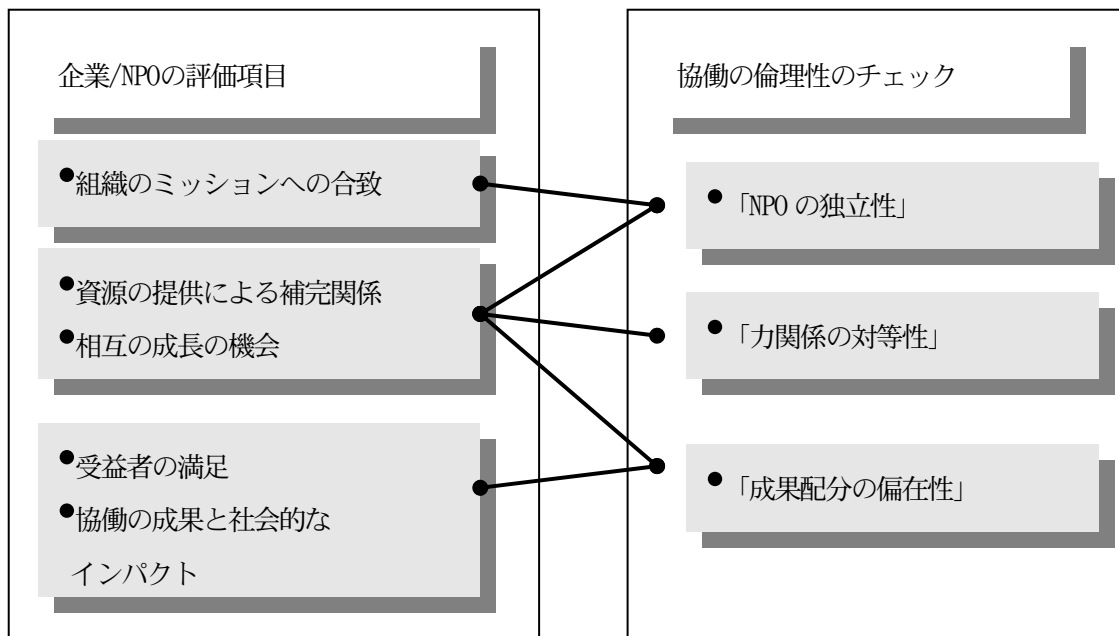 企業/NPOの評価項目
●組織のミッションへの合致
●資源の提供による補完関係
●相互の成長の機会
●受益者の満足
●協働の成果と社会的な
インパクト
協働の倫理性のチェック
●「NPOの独立性」
●「力関係の対等性」
●「成果配分の偏在性」